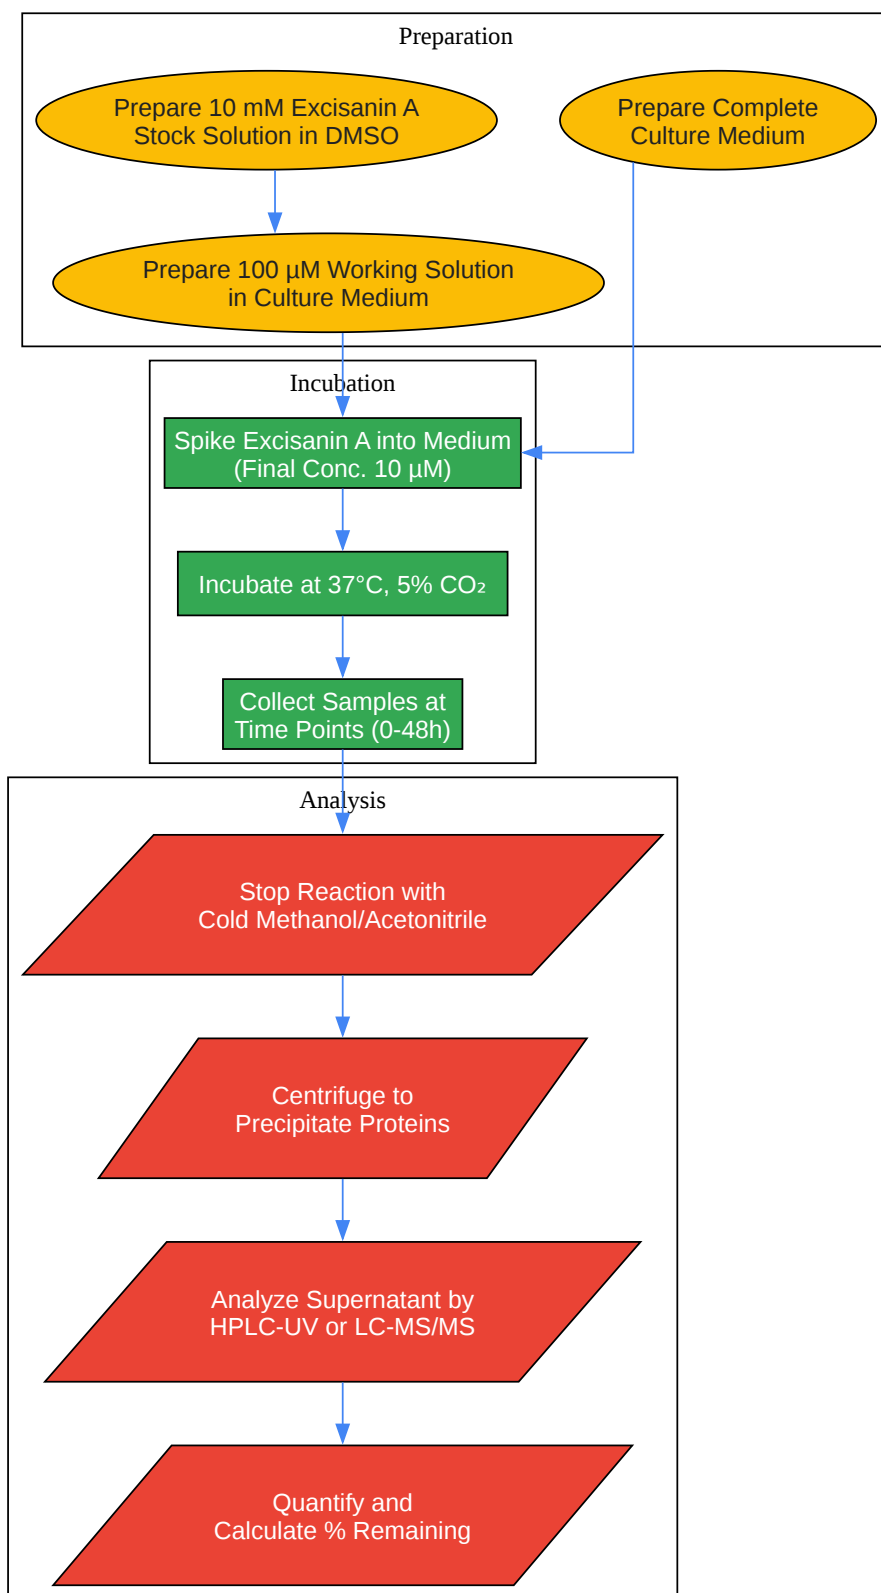 Preparation
Prepare 10 mM Excisanin A
Stock Solution in DMSO
Prepare Complete
Culture Medium
Prepare 100 µM Working Solution
in Culture Medium
Incubation
Spike Excisanin A into Medium
(Final Conc. 10 µM)
Incubate at 37°C, 5% CO₂
Collect Samples at
Time Points (0-48h)
Analysis
Stop Reaction with
Cold Methanol/Acetonitrile
Centrifuge to
Precipitate Proteins
Analyze Supernatant by
HPLC-UV or LC-MS/MS
Quantify and
Calculate % Remaining